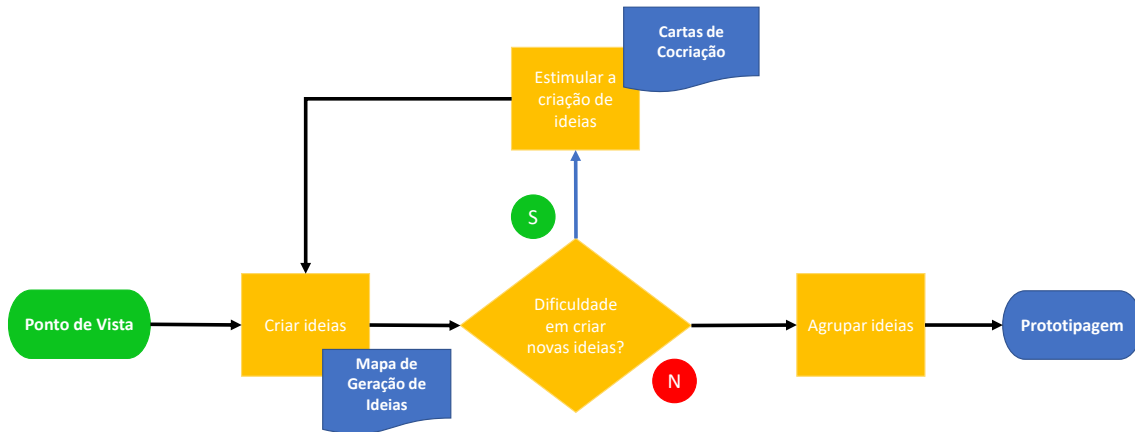 Cartas de
Cocriação
Estimular a
criação de
ideias
S
Ponto de Vista
Criar ideias
Mapa de
Geração de
Ideias
Dificuldade
em criar
novas ideias?
N
Agrupar ideias
Prototipagem